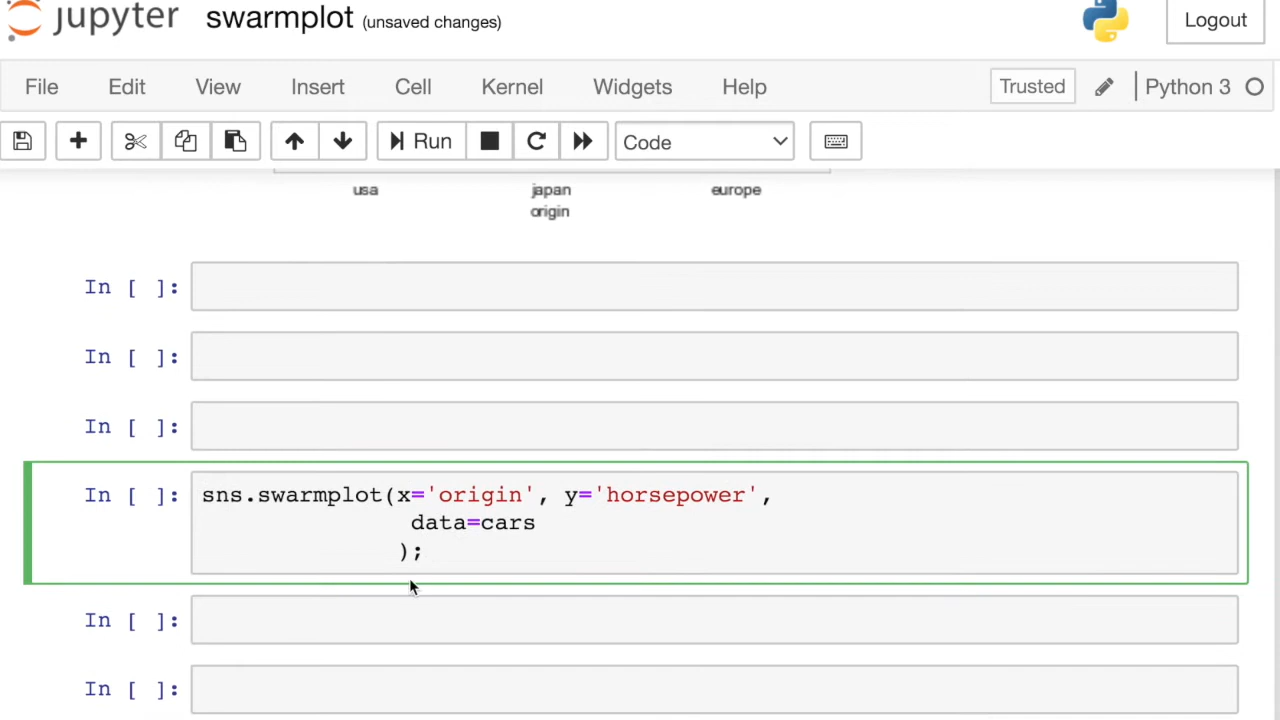 jupyter swarmplot (unsaved changes) Logout
File Edit View Insert Cell Kernel Widgets Help Trusted Python 3
Run Code
usa japan europe
origin
In [ ]:
In [ ]:
In [ ]:
In [ ]: sns.swarmplot(x='origin', y='horsepower',
data=cars
);
In [ ]:
In [ ]: